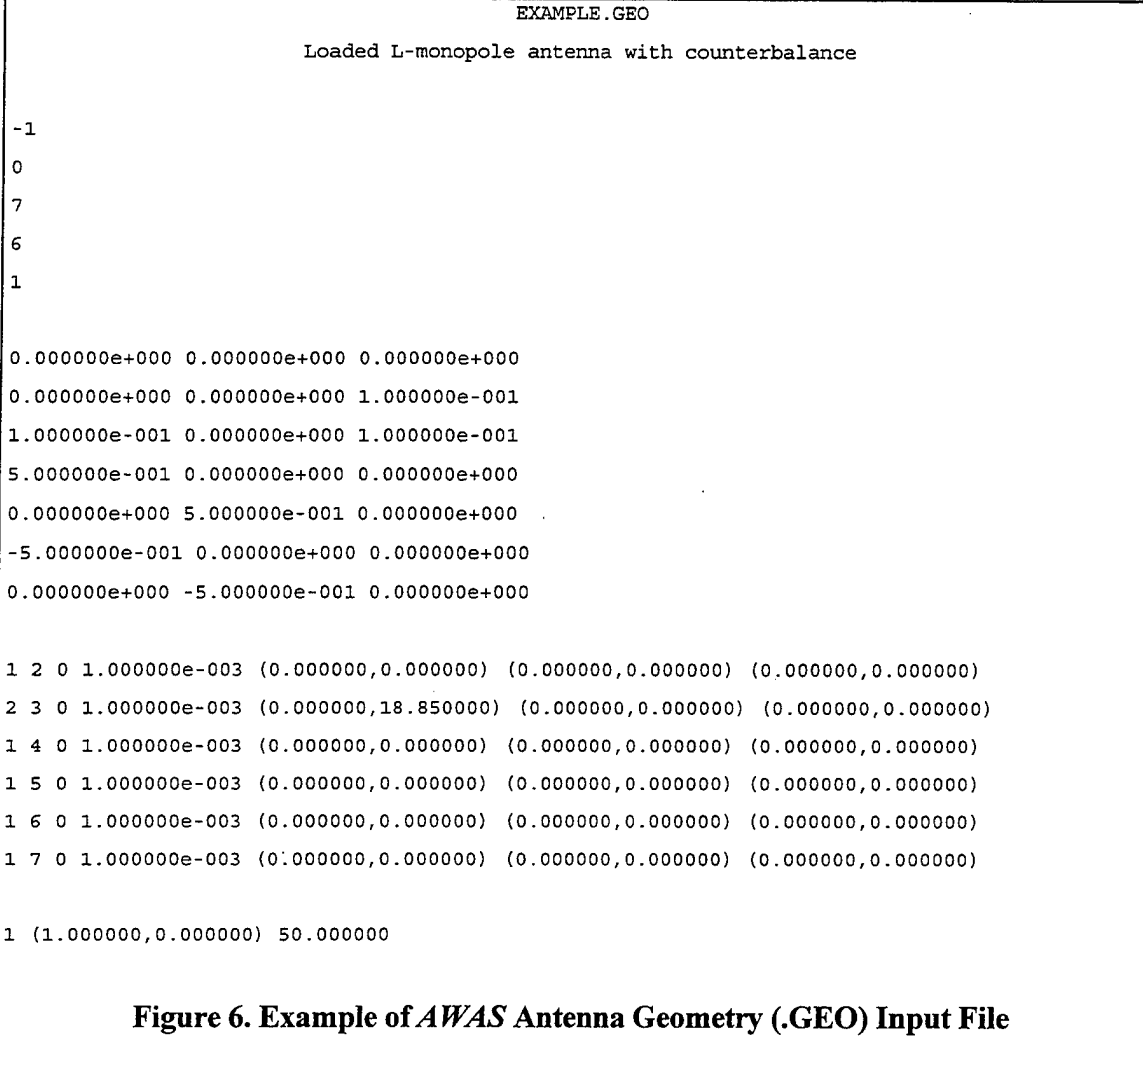 EXAMPLE.GEO
Loaded L-monopole antenna with counterbalance
-1
0
7
6
1
0.000000e+000 0.000000e+000 0.000000e+000
0.000000e+000 0.000000e+000 1.000000e-001
1.000000e-001 0.000000e+000 1.000000e-001
5.000000e-001 0.000000e+000 0.000000e+000
0.000000e+000 5.000000e-001 0.000000e+000
-5.000000e-001 0.000000e+000 0.000000e+000
0.000000e+000 -5.000000e-001 0.000000e+000
1 2 0 1.000000e-003 (0.000000,0.000000) (0.000000,0.000000) (0.000000,0.000000)
2 3 0 1.000000e-003 (0.000000,18.850000) (0.000000,0.000000) (0.000000,0.000000)
1 4 0 1.000000e-003 (0.000000,0.000000) (0.000000,0.000000) (0.000000,0.000000)
1 5 0 1.000000e-003 (0.000000,0.000000) (0.000000,0.000000) (0.000000,0.000000)
1 6 0 1.000000e-003 (0.000000,0.000000) (0.000000,0.000000) (0.000000,0.000000)
1 7 0 1.000000e-003 (0.000000,0.000000) (0.000000,0.000000) (0.000000,0.000000)
1 (1.000000,0.000000) 50.000000
Figure 6. Example of AWAS Antenna Geometry (.GEO) Input File